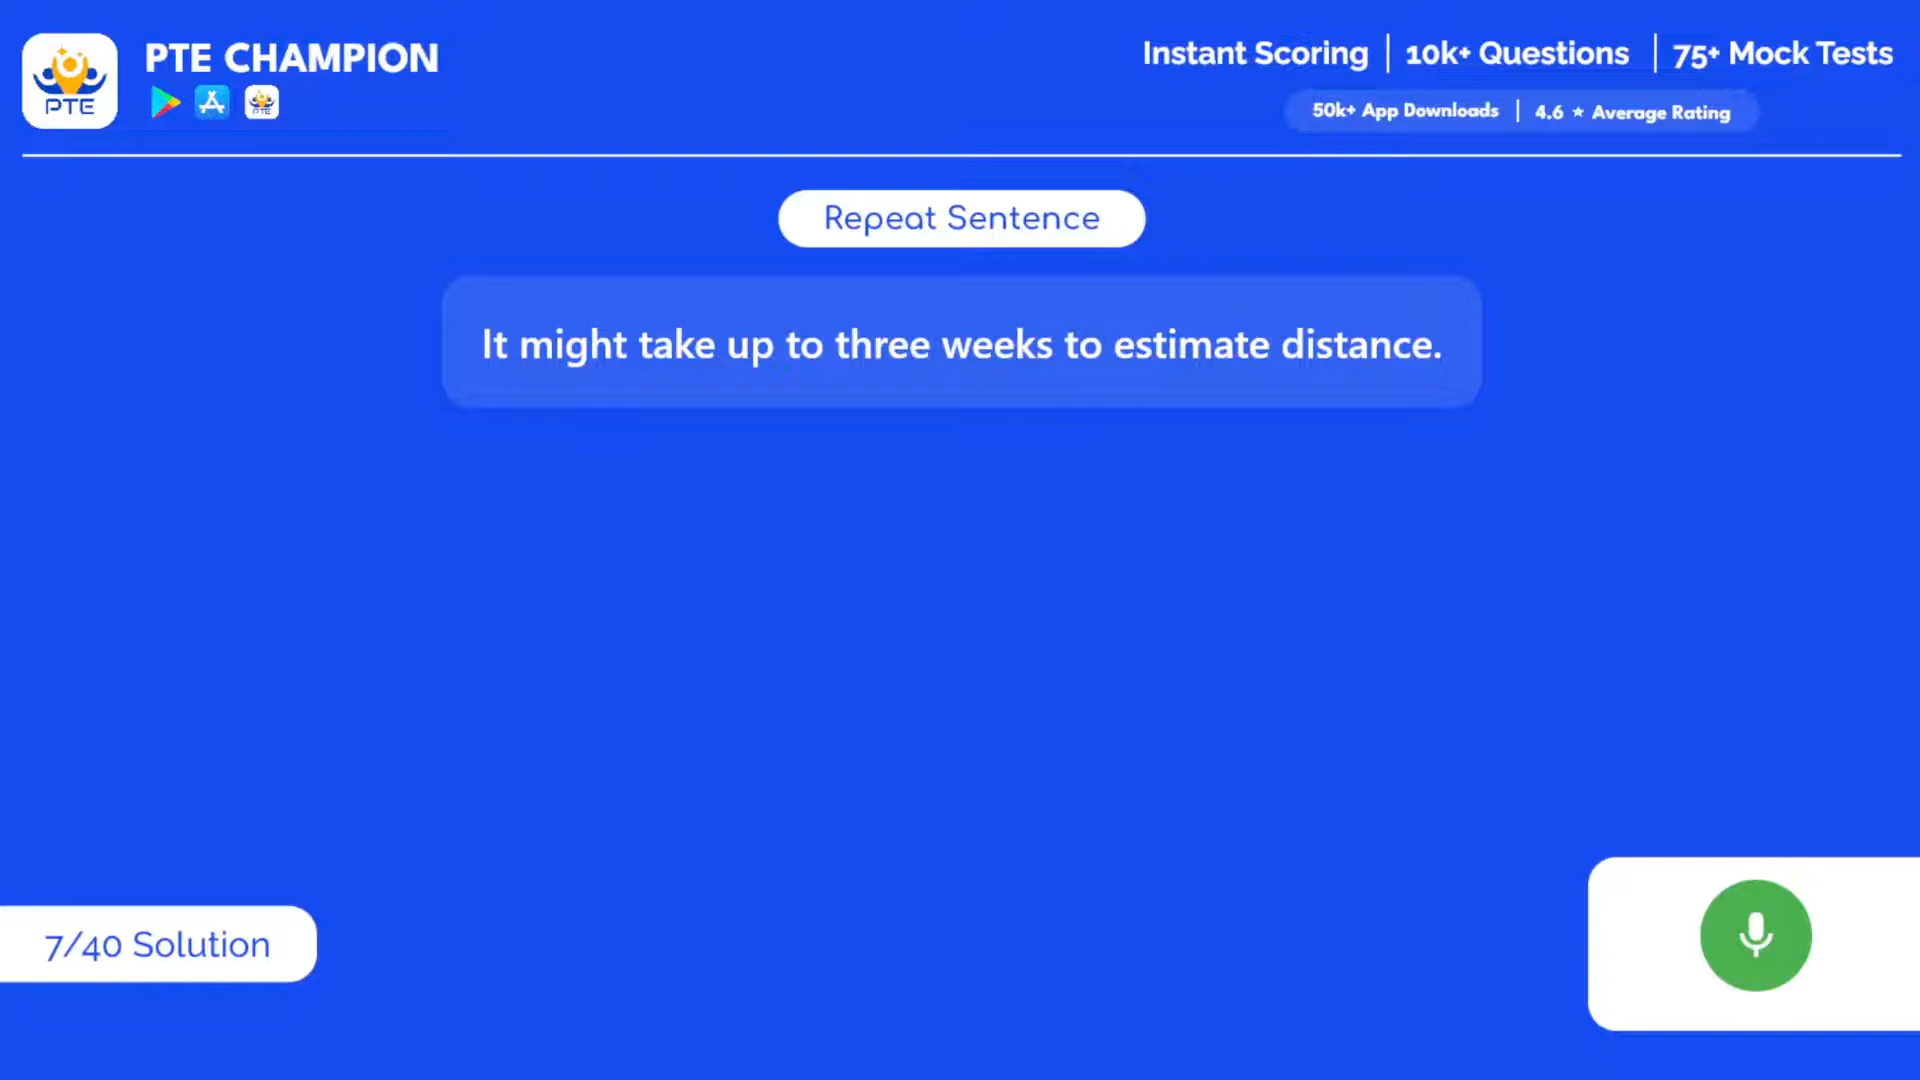 PTE CHAMPION
PTE
PTE
Instant Scoring | 10k+ Questions | 75+ Mock Tests
50k+ App Downloads | 4.6 ★ Average Rating
Repeat Sentence
It might take up to three weeks to estimate distance.
7/40 Solution